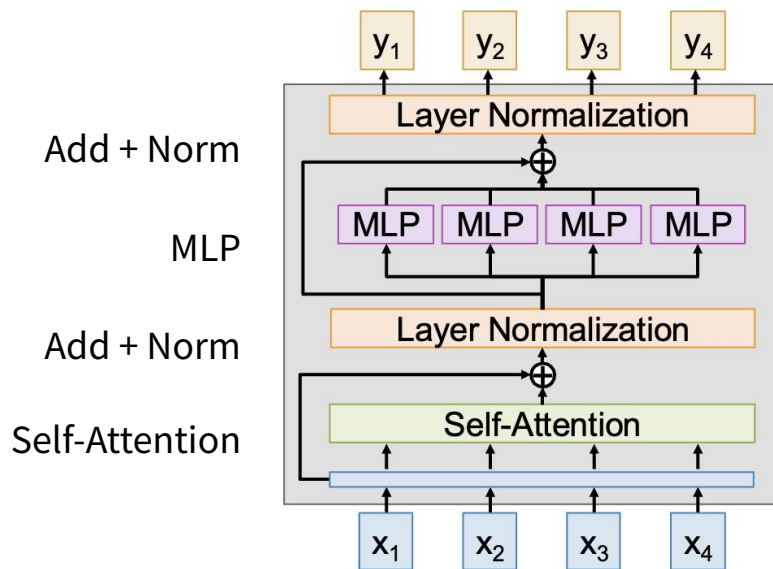 y1 y2 y3 y4
Layer Normalization
Add + Norm
MLP MLP MLP MLP
MLP
Layer Normalization
Add + Norm
Self-Attention
Self-Attention
x1 x2 x3 x4